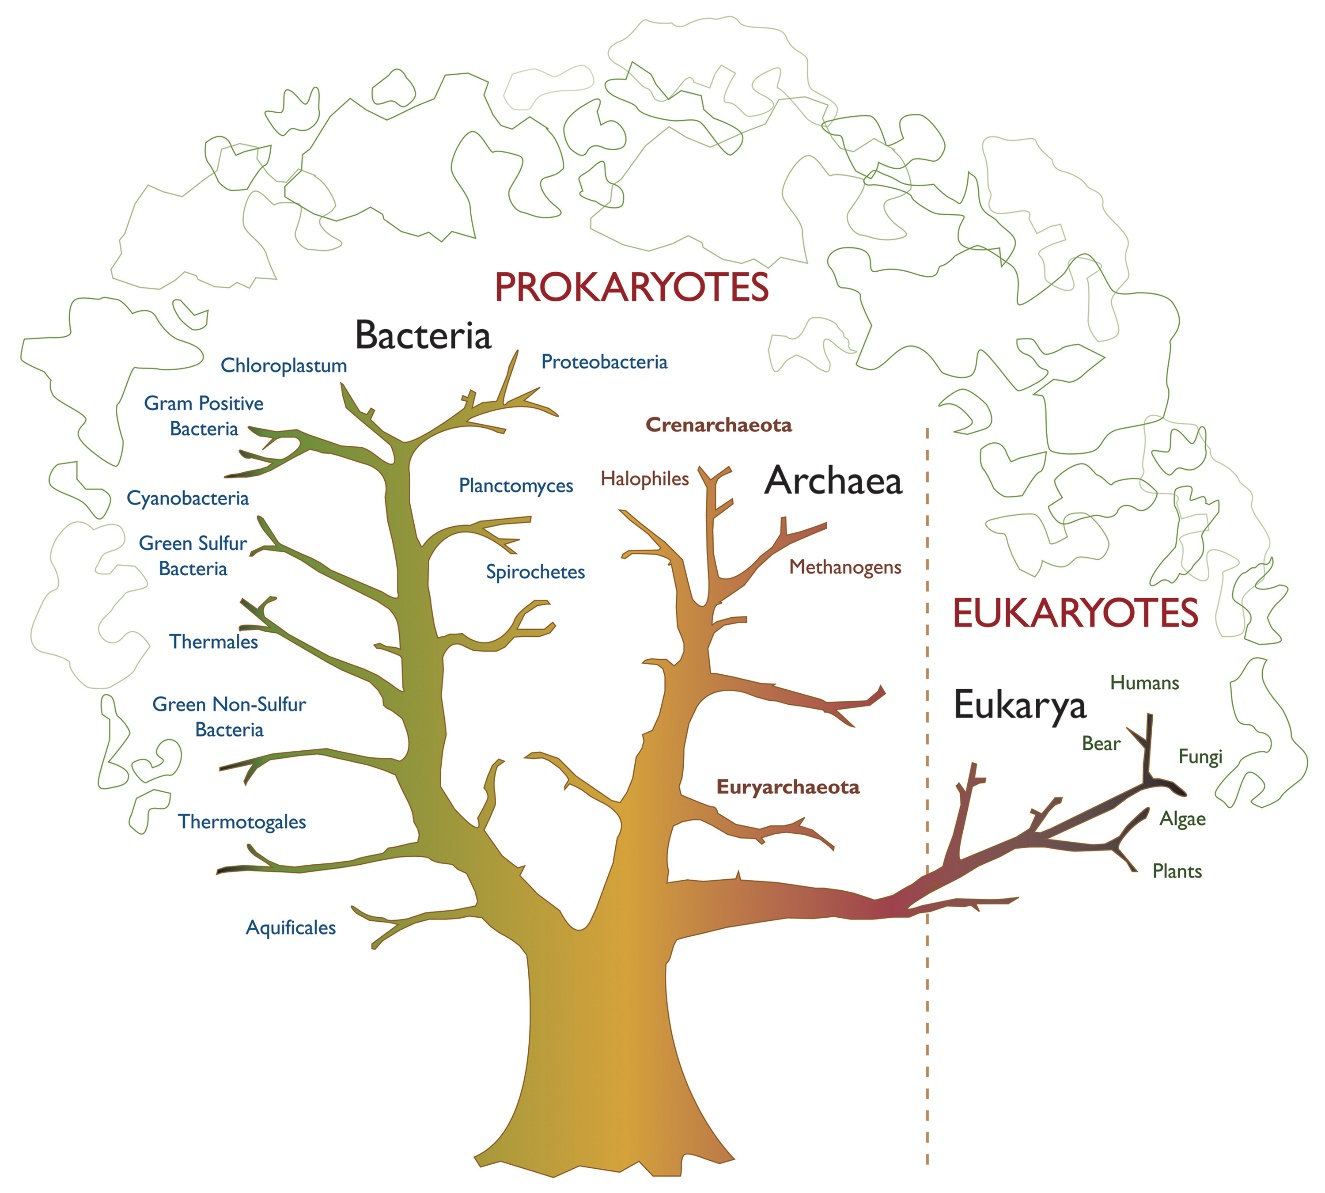 PROKARYOTES
Bacteria
Chloroplastum
Proteobacteria
Gram Positive
Bacteria
Cyanobacteria
Planctomyces
Green Sulfur
Bacteria
Spirochetes
Thermales
Green Non-Sulfur
Bacteria
Thermotogales
Aquificales
Crenarchaeota
Halophiles
Archaea
Methanogens
Euryarchaeota
EUKARYOTES
Eukarya
Humans
Bear
Fungi
Algae
Plants